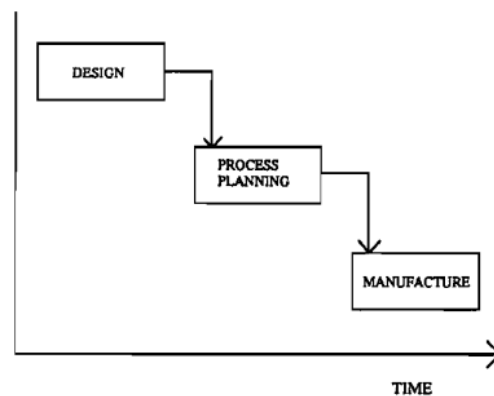 DESIGN
PROCESS
PLANNING
MANUFACTURE
TIME